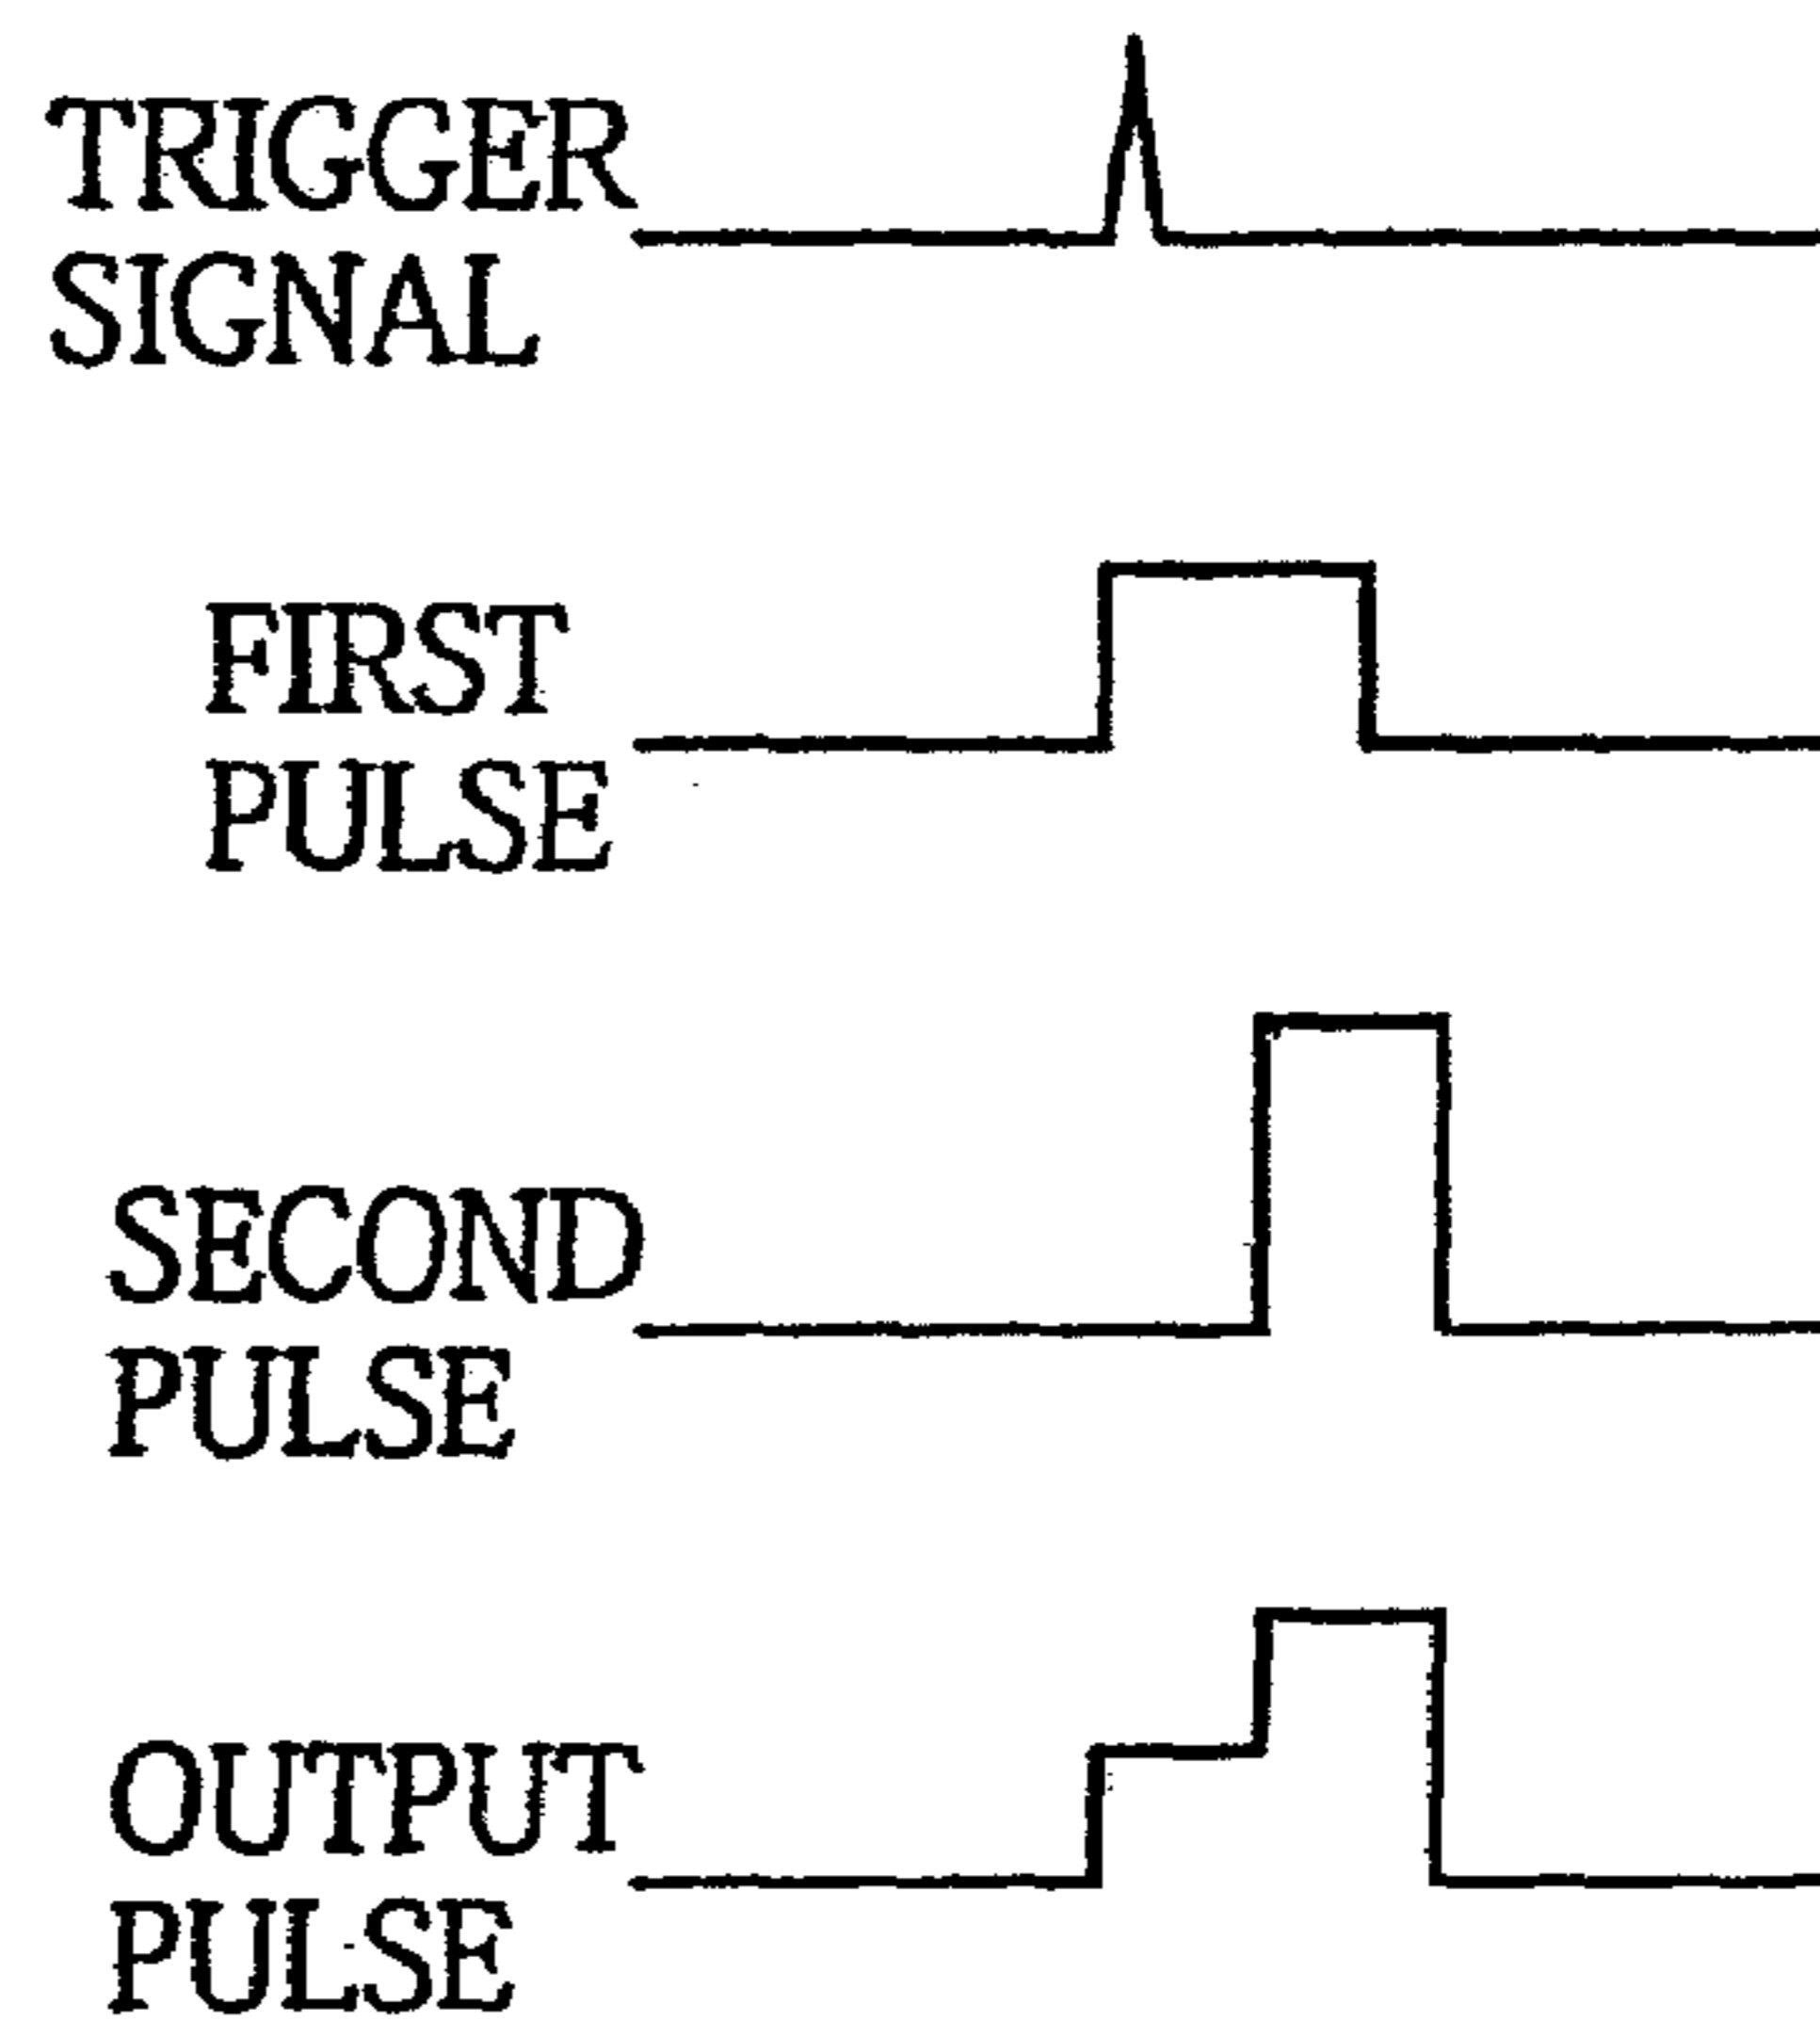 TRIGGER
SIGNAL
FIRST
PULSE
SECOND
PULSE
OUTPUT
PULSE